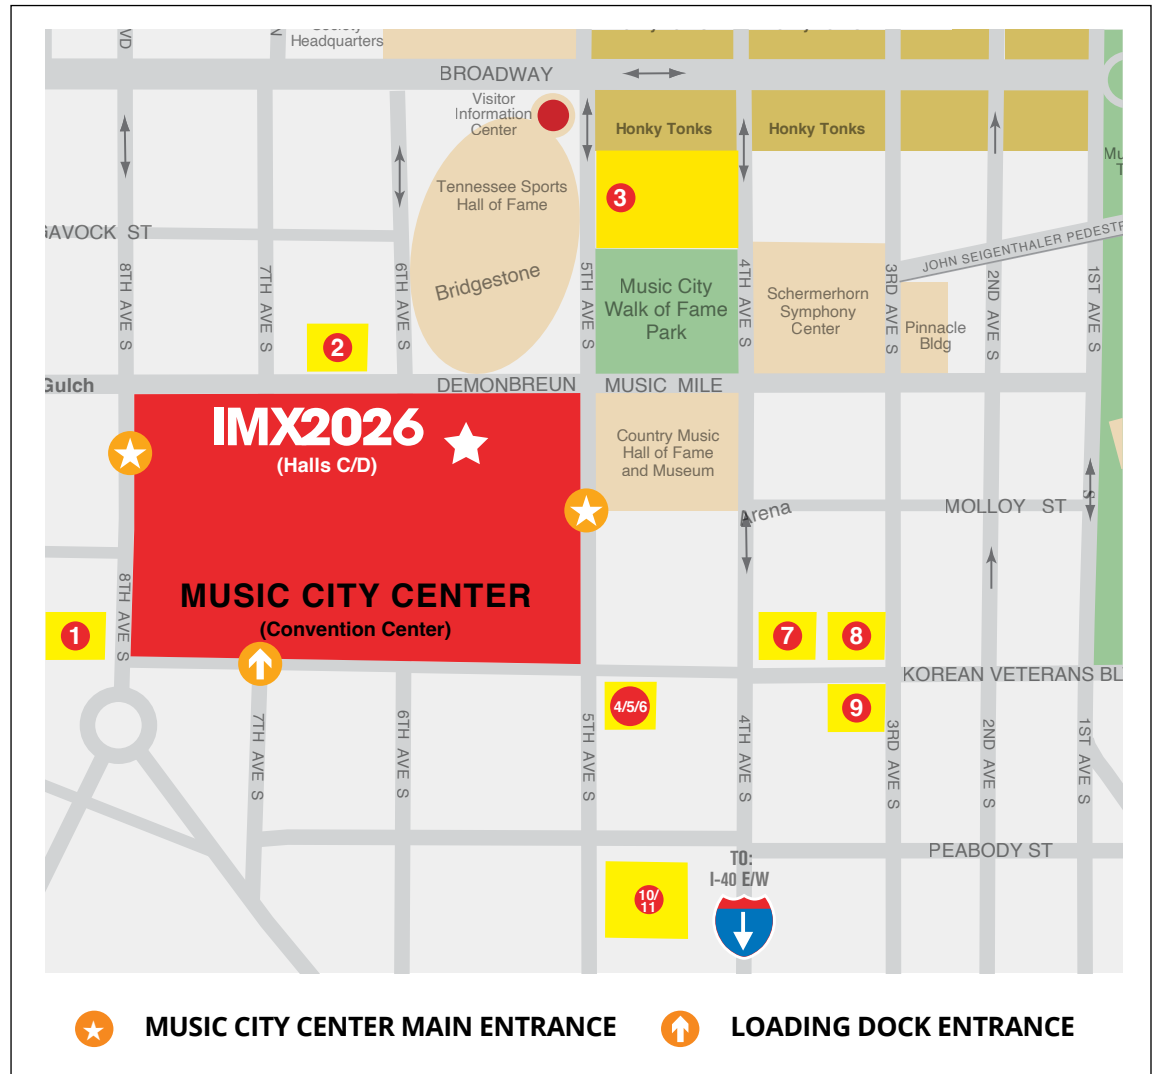 Headquarters
Honky Tonks
Honky Tonks
BROADWAY
Visitor
Information
Center
Honky Tonks
Honky Tonks
Tennessee Sports
Hall of Fame
3
GAVOCK ST
JOHN SEIGENTHALER PEDESTR
8TH AVE S
7TH AVE S
6TH AVE S
Bridgestone
5TH AVE S
Music City
Walk of Fame
Park
4TH AVE S
Schermerhorn
Symphony
Center
3RD AVE S
Pinnacle
Bldg
2ND AVE S
1ST AVE S
2
Gulch
DEMONBREUN
MUSIC MILE
IMX2026
(Halls C/D)
Country Music
Hall of Fame
and Museum
Arena
MOLLOY ST
S
8TH AVE S
MUSIC CITY CENTER
(Convention Center)
1
7
8
KOREAN VETERANS BL
4/5/6
9
7TH AVE S
6TH AVE S
5TH AVE S
4TH AVE S
3RD AVE S
2ND AVE S
1ST AVE S
PEABODY ST
TO:
I-40 E/W
10/
11
MUSIC CITY CENTER MAIN ENTRANCE
LOADING DOCK ENTRANCE